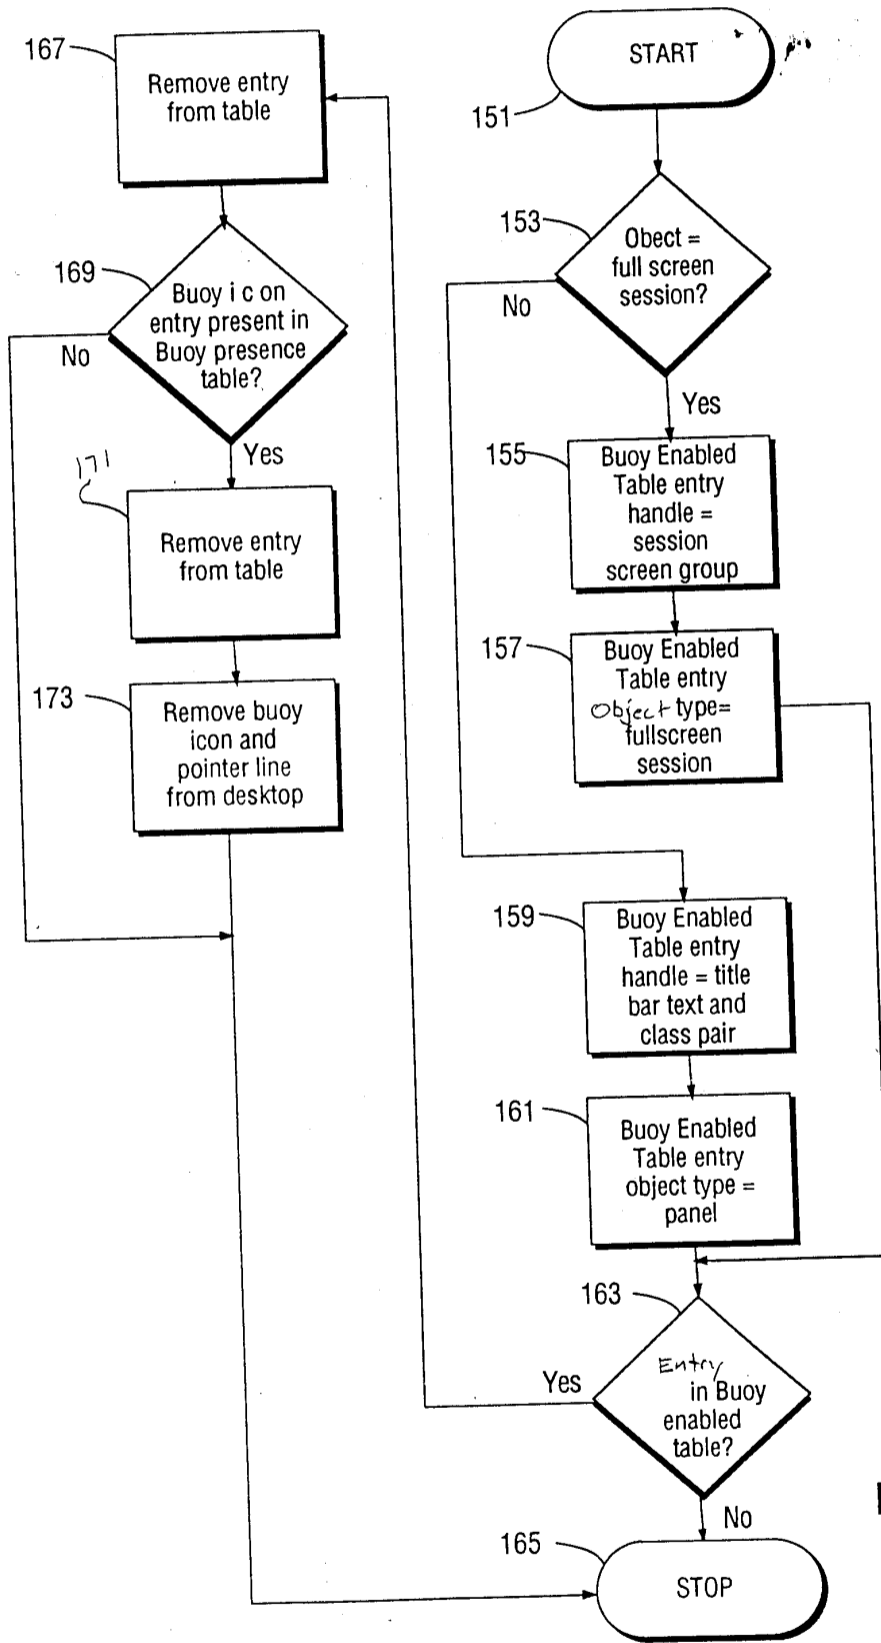 167
Remove entry
from table
169
Buoy i c on
entry present in
Buoy presence
table?
No
Yes
171
Remove entry
from table
173
Remove buoy
icon and
pointer line
from desktop
START
151
153
Obect =
full screen
session?
No
Yes
155
Buoy Enabled
Table entry
handle =
session
screen group
157
Buoy Enabled
Table entry
Object type=
fullscreen
session
159
Buoy Enabled
Table entry
handle = title
bar text and
class pair
161
Buoy Enabled
Table entry
object type =
panel
163
Entry
in Buoy
enabled
table?
Yes
No
165
STOP